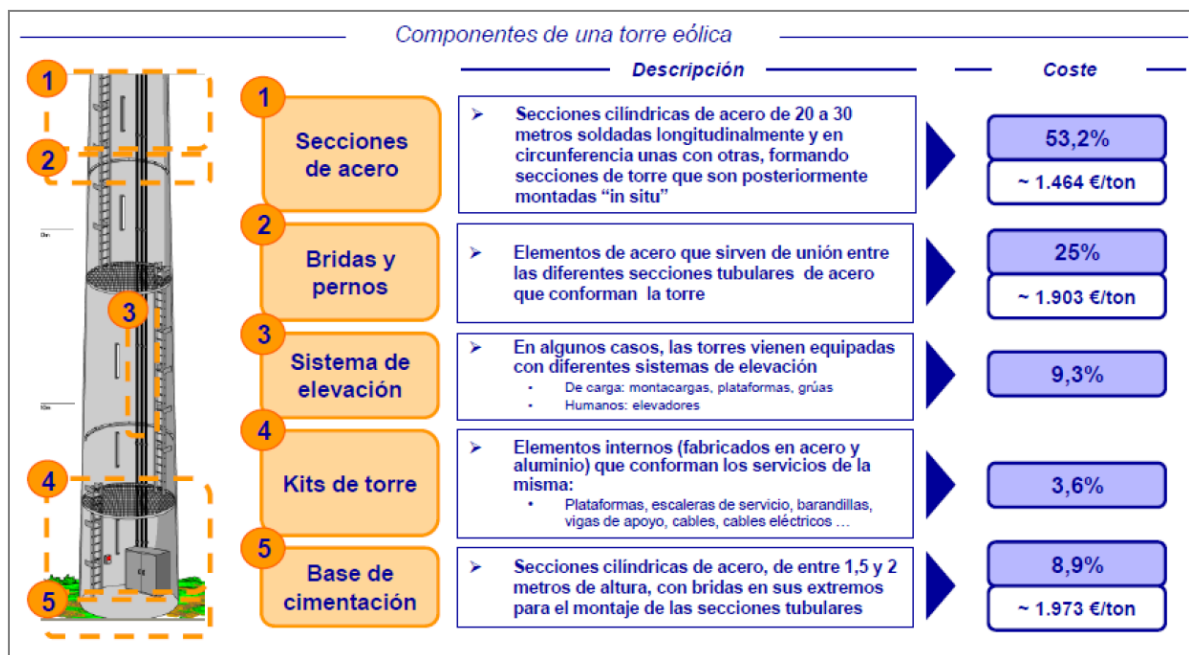 Componentes de una torre eólica
Descripción
Coste
1
2
3
4
5
1
Secciones
de acero
➢ Secciones cilíndricas de acero de 20 a 30
metros soldadas longitudinalmente y en
circunferencia unas con otras, formando
secciones de torre que son posteriormente
montadas “in situ”
53,2%
~ 1.464 €/ton
2
Bridas y
pernos
➢ Elementos de acero que sirven de unión entre
las diferentes secciones tubulares de acero
que conforman la torre
25%
~ 1.903 €/ton
3
Sistema de
elevación
➢ En algunos casos, las torres vienen equipadas
con diferentes sistemas de elevación
• De carga: montacargas, plataformas, grúas
• Humanos: elevadores
9,3%
4
Kits de torre
➢ Elementos internos (fabricados en acero y
aluminio) que conforman los servicios de la
misma:
• Plataformas, escaleras de servicio, barandillas,
vigas de apoyo, cables, cables eléctricos ...
3,6%
5
Base de
cimentación
➢ Secciones cilíndricas de acero, de entre 1,5 y 2
metros de altura, con bridas en sus extremos
para el montaje de las secciones tubulares
8,9%
~ 1.973 €/ton